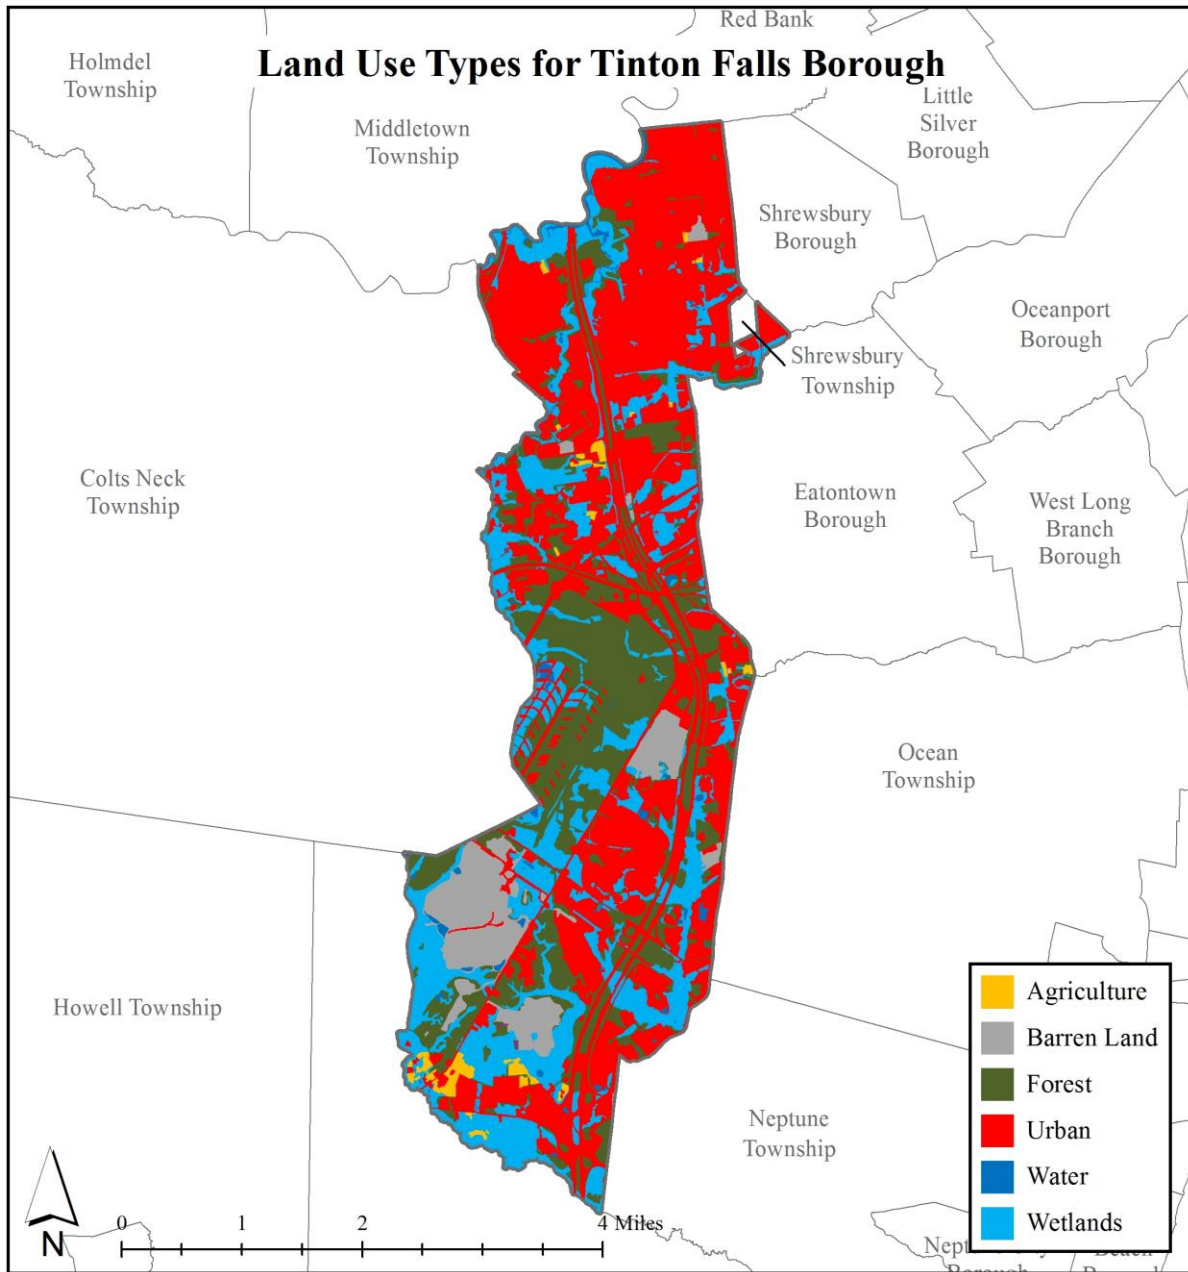 Red Bank
Land Use Types for Tinton Falls Borough
Holmdel
Township
Middletown
Township
Little
Silver
Borough
Shrewsbury
Borough
Oceanport
Borough
Shrewsbury
Township
Colts Neck
Township
Eatontown
Borough
West Long
Branch
Borough
Ocean
Township
Howell Township
Neptune
Township
Agriculture
Barren Land
Forest
Urban
Water
Wetlands
N
0 1 2 4 Miles